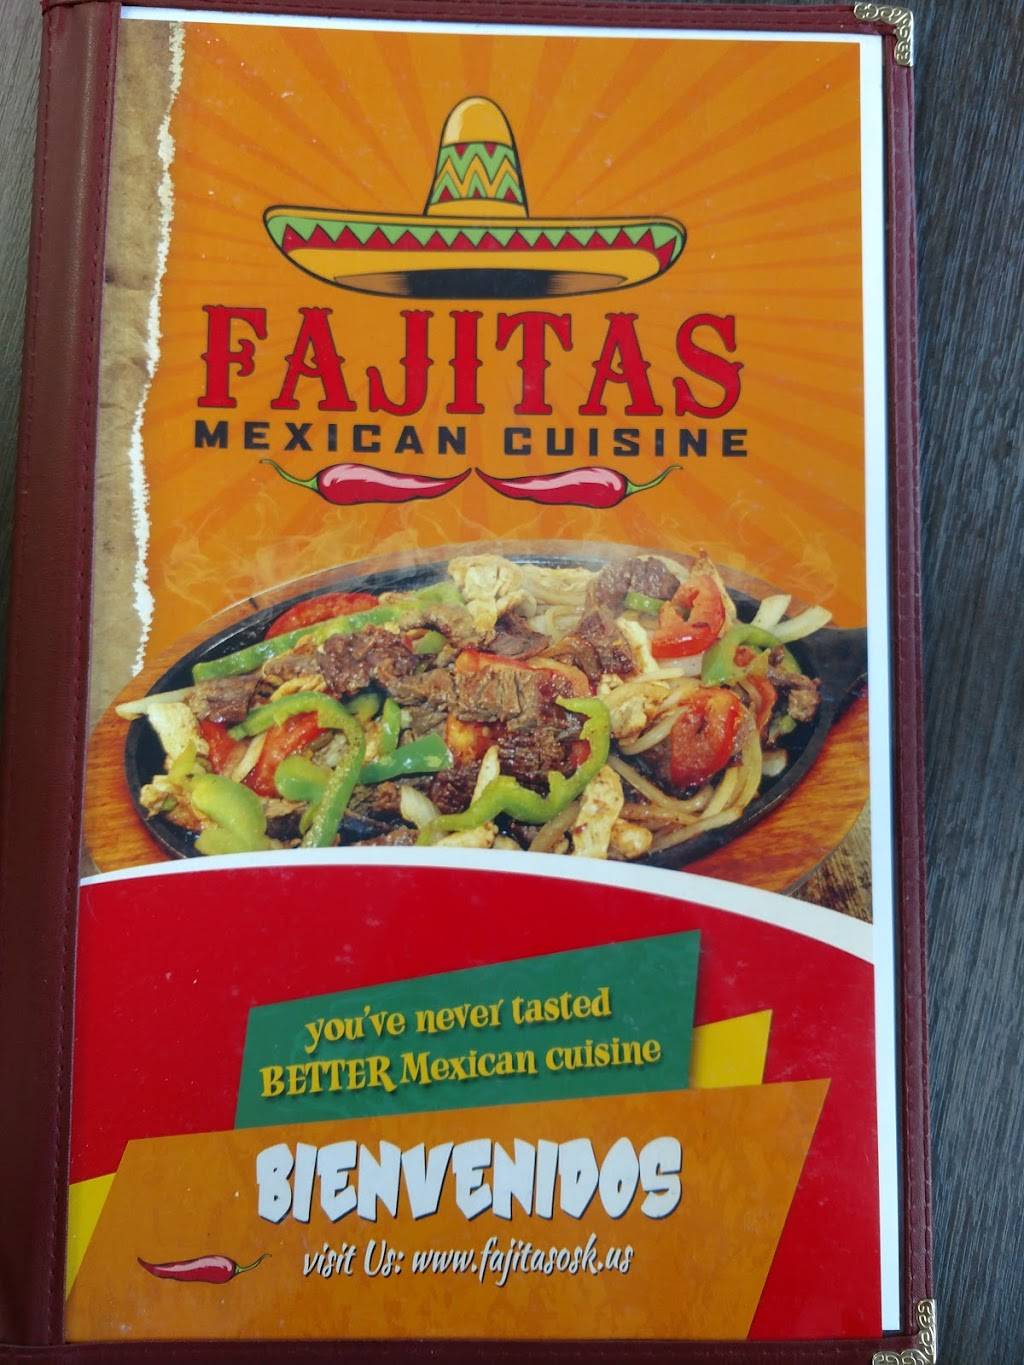 FAJITAS
MEXICAN CUISINE
you've never tasted
BETTER Mexican cuisine
BIENVENIDOS
visit Us: www.fajitasosk.us